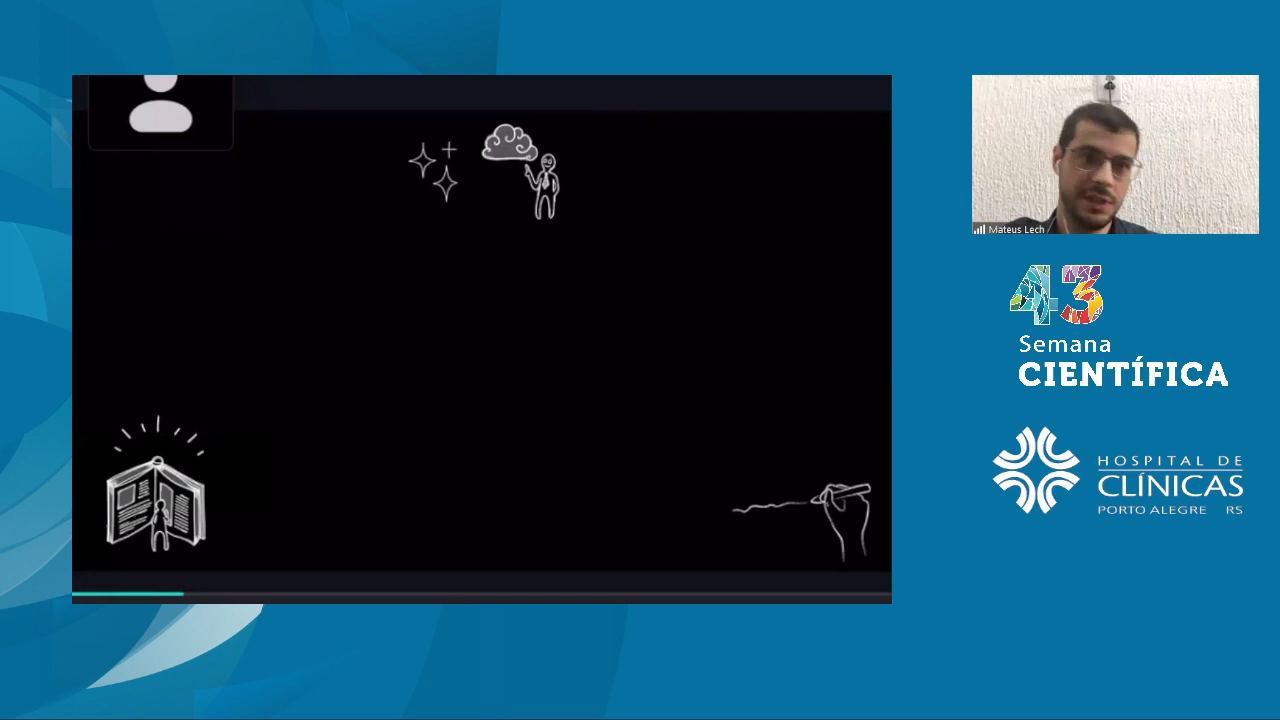 Mateus Lech
43
Semana
CIENTÍFICA
HOSPITAL DE
CLÍNICAS
PORTO ALEGRE RS